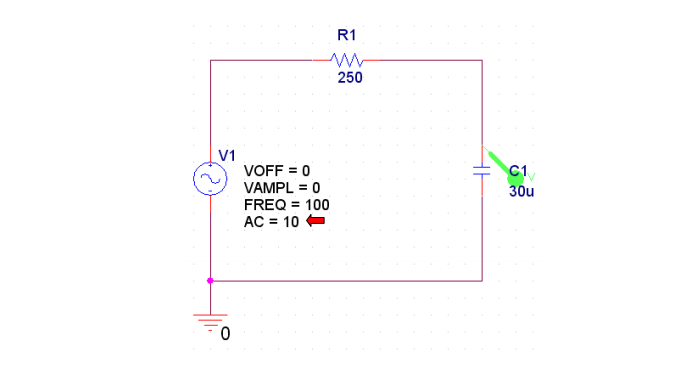 R1
250
V1
VOFF = 0
VAMPL = 0
FREQ = 100
AC = 10
C1
V
30u
0